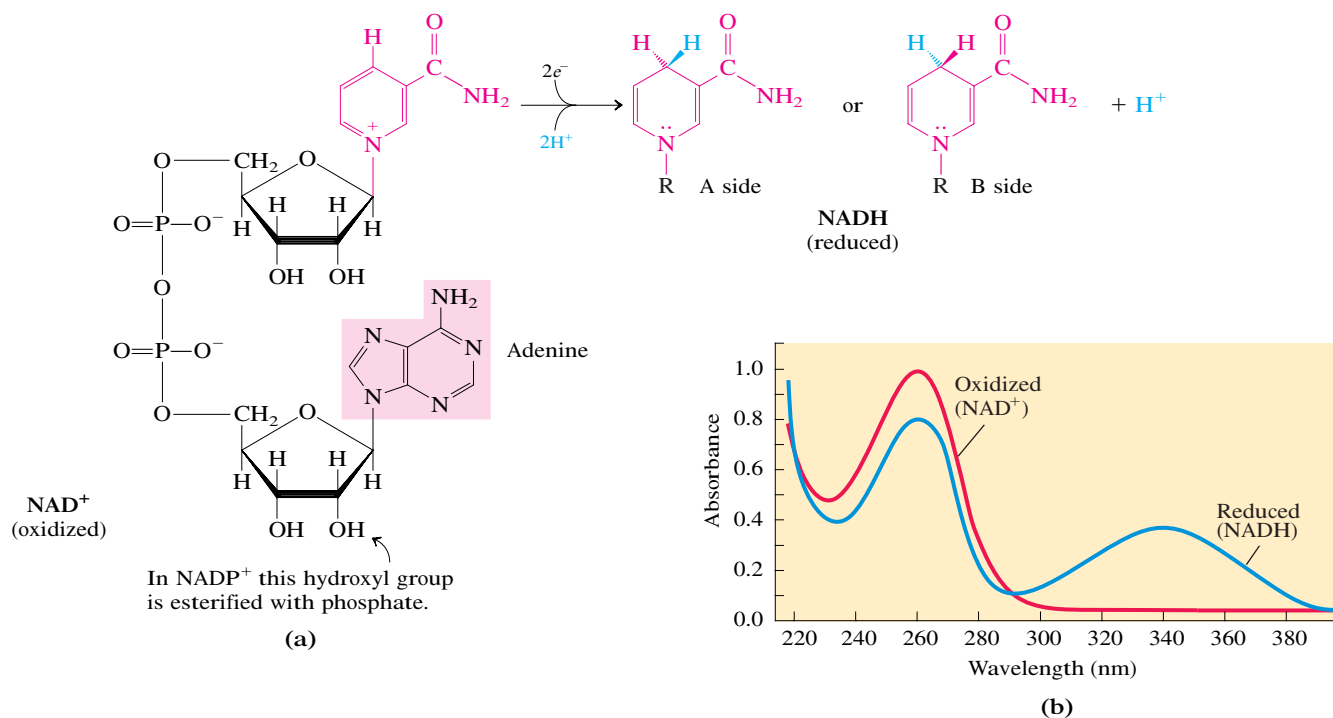 H
O
C
NH₂
2e⁻
2H⁺
N
+
H H
O
C
NH₂
N
R
A side
or
H H
O
C
NH₂
N
R
B side
+ H⁺
NADH
(reduced)
O
CH₂
O
O=P—O⁻
H H
H H
OH OH
O
O=P—O⁻
NH₂
N
N
N
N
Adenine
O
CH₂
O
H H
H H
OH OH
NAD⁺
(oxidized)
In NADP⁺ this hydroxyl group
is esterified with phosphate.
(a)
Absorbance
1.0
0.8
0.6
0.4
0.2
0.0
Oxidized
(NAD⁺)
Reduced
(NADH)
220 240 260 280 300 320 340 360 380
Wavelength (nm)
(b)